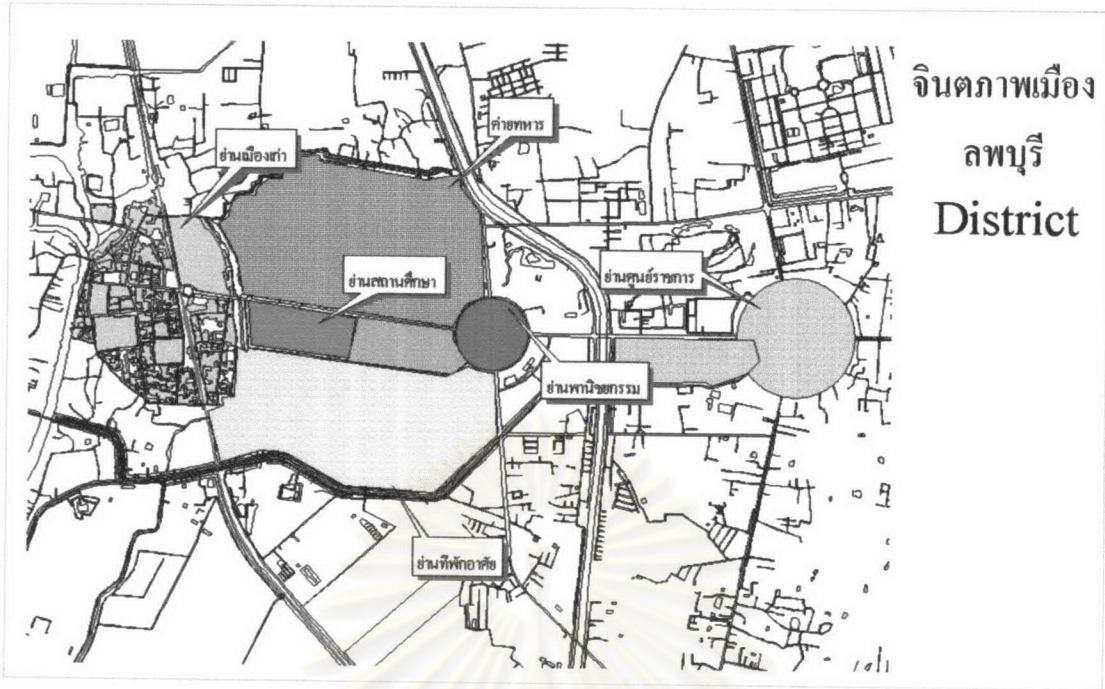 จินตภาพเมือง
ลพบุรี
District
ค่ายทหาร
ย่านเมืองเก่า
ย่านสถานศึกษา
ย่านศูนย์ราชการ
ย่านพานิชยกรรม
ย่านที่พักอาศัย